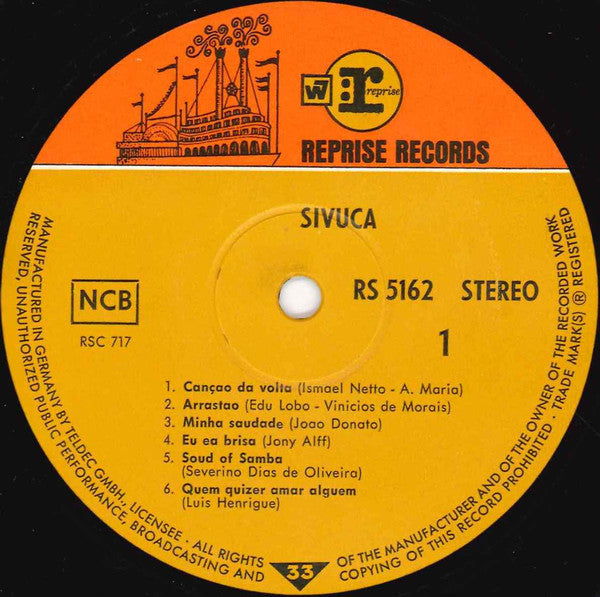 W
r: reprise
REPRISE RECORDS
SIVUCA
NCB
RSC 717
RS 5162 STEREO
1
1. Cançao da volta (Ismael Netto - A. Maria)
2. Arrastao (Edu Lobo - Vinicios de Morais)
3. Minha saudade (Joao Donato)
4. Eu ea brisa (Jony Alff)
5. Soud of Samba
(Severino Dias de Oliveira)
6. Quem quizer amar alguem
(Luis Henrigue)
MANUFACTURED IN GERMANY BY TELDEC GMBH., LICENSEE · ALL RIGHTS
RESERVED, UNAUTHORIZED PUBLIC PERFORMANCE, BROADCASTING AND
33
OF THE MANUFACTURER AND OF THE OWNER OF THE RECORDED WORK
COPYING OF THIS RECORD PROHIBITED · TRADE MARK(S) ® REGISTERED